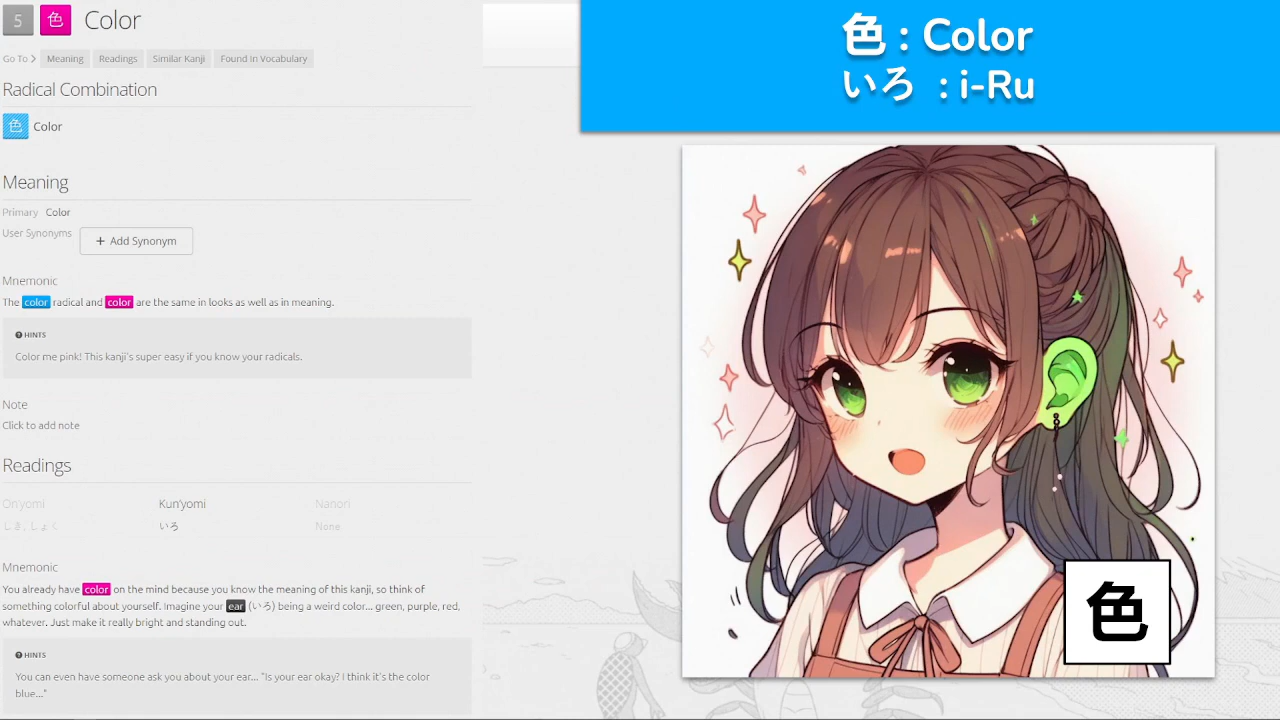 5 色 Color
Go To Meaning Readings Similar Kanji Found In Vocabulary
Radical Combination
色 Color
Meaning
Primary Color
User Synonyms + Add Synonym
Mnemonic
The color radical and color are the same in looks as well as in meaning.
HINTS
Color me pink! This kanji's super easy if you know your radicals.
Note
Click to add note
Readings
On'yomi Kun'yomi Nanori
しき, しょく いろ None
Mnemonic
You already have color on the mind because you know the meaning of this kanji, so think of
something colorful about yourself. Imagine your ear (いろ) being a weird color... green, purple, red,
whatever. Just make it really bright and standing out.
HINTS
You can even have someone ask you about your ear... "Is your ear okay? I think it's the color
blue..."
色 : Color
いろ : i-Ru
色